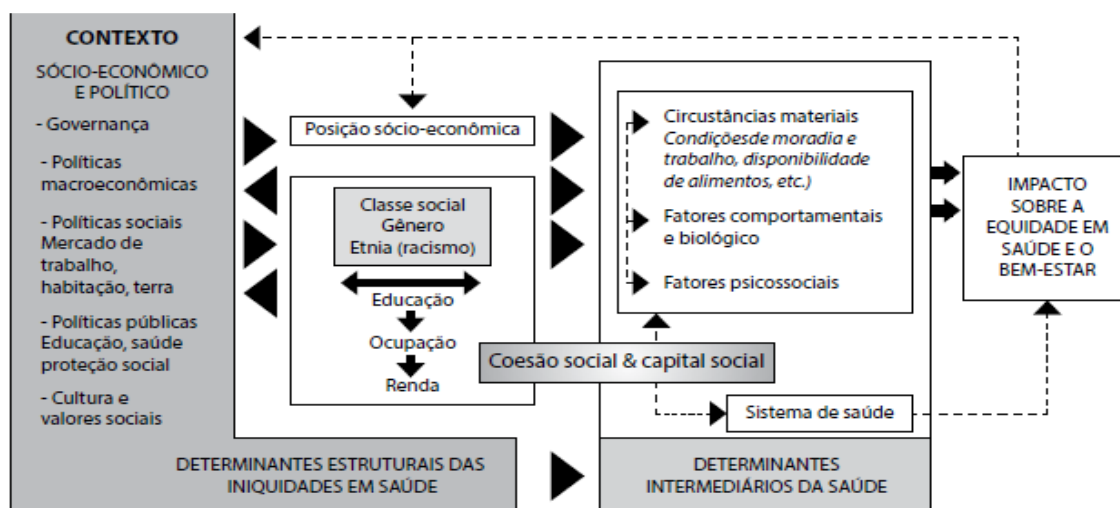 CONTEXTO
SÓCIO-ECONÔMICO
E POLÍTICO
- Governança
- Políticas
macroeconômicas
- Políticas sociais
Mercado de
trabalho,
habitação, terra
- Políticas públicas
Educação, saúde
proteção social
- Cultura e
valores sociais
Posição sócio-econômica
Classe social
Gênero
Etnia (racismo)
Educação
Ocupação
Renda
Coesão social & capital social
Circustâncias materiais
Condiçõesde moradia e
trabalho, disponibilidade
de alimentos, etc.)
Fatores comportamentais
e biológico
Fatores psicossociais
Sistema de saúde
IMPACTO
SOBRE A
EQUIDADE EM
SAÚDE E O
BEM-ESTAR
DETERMINANTES ESTRUTURAIS DAS
INIQUIDADES EM SAÚDE
DETERMINANTES
INTERMEDIÁRIOS DA SAÚDE